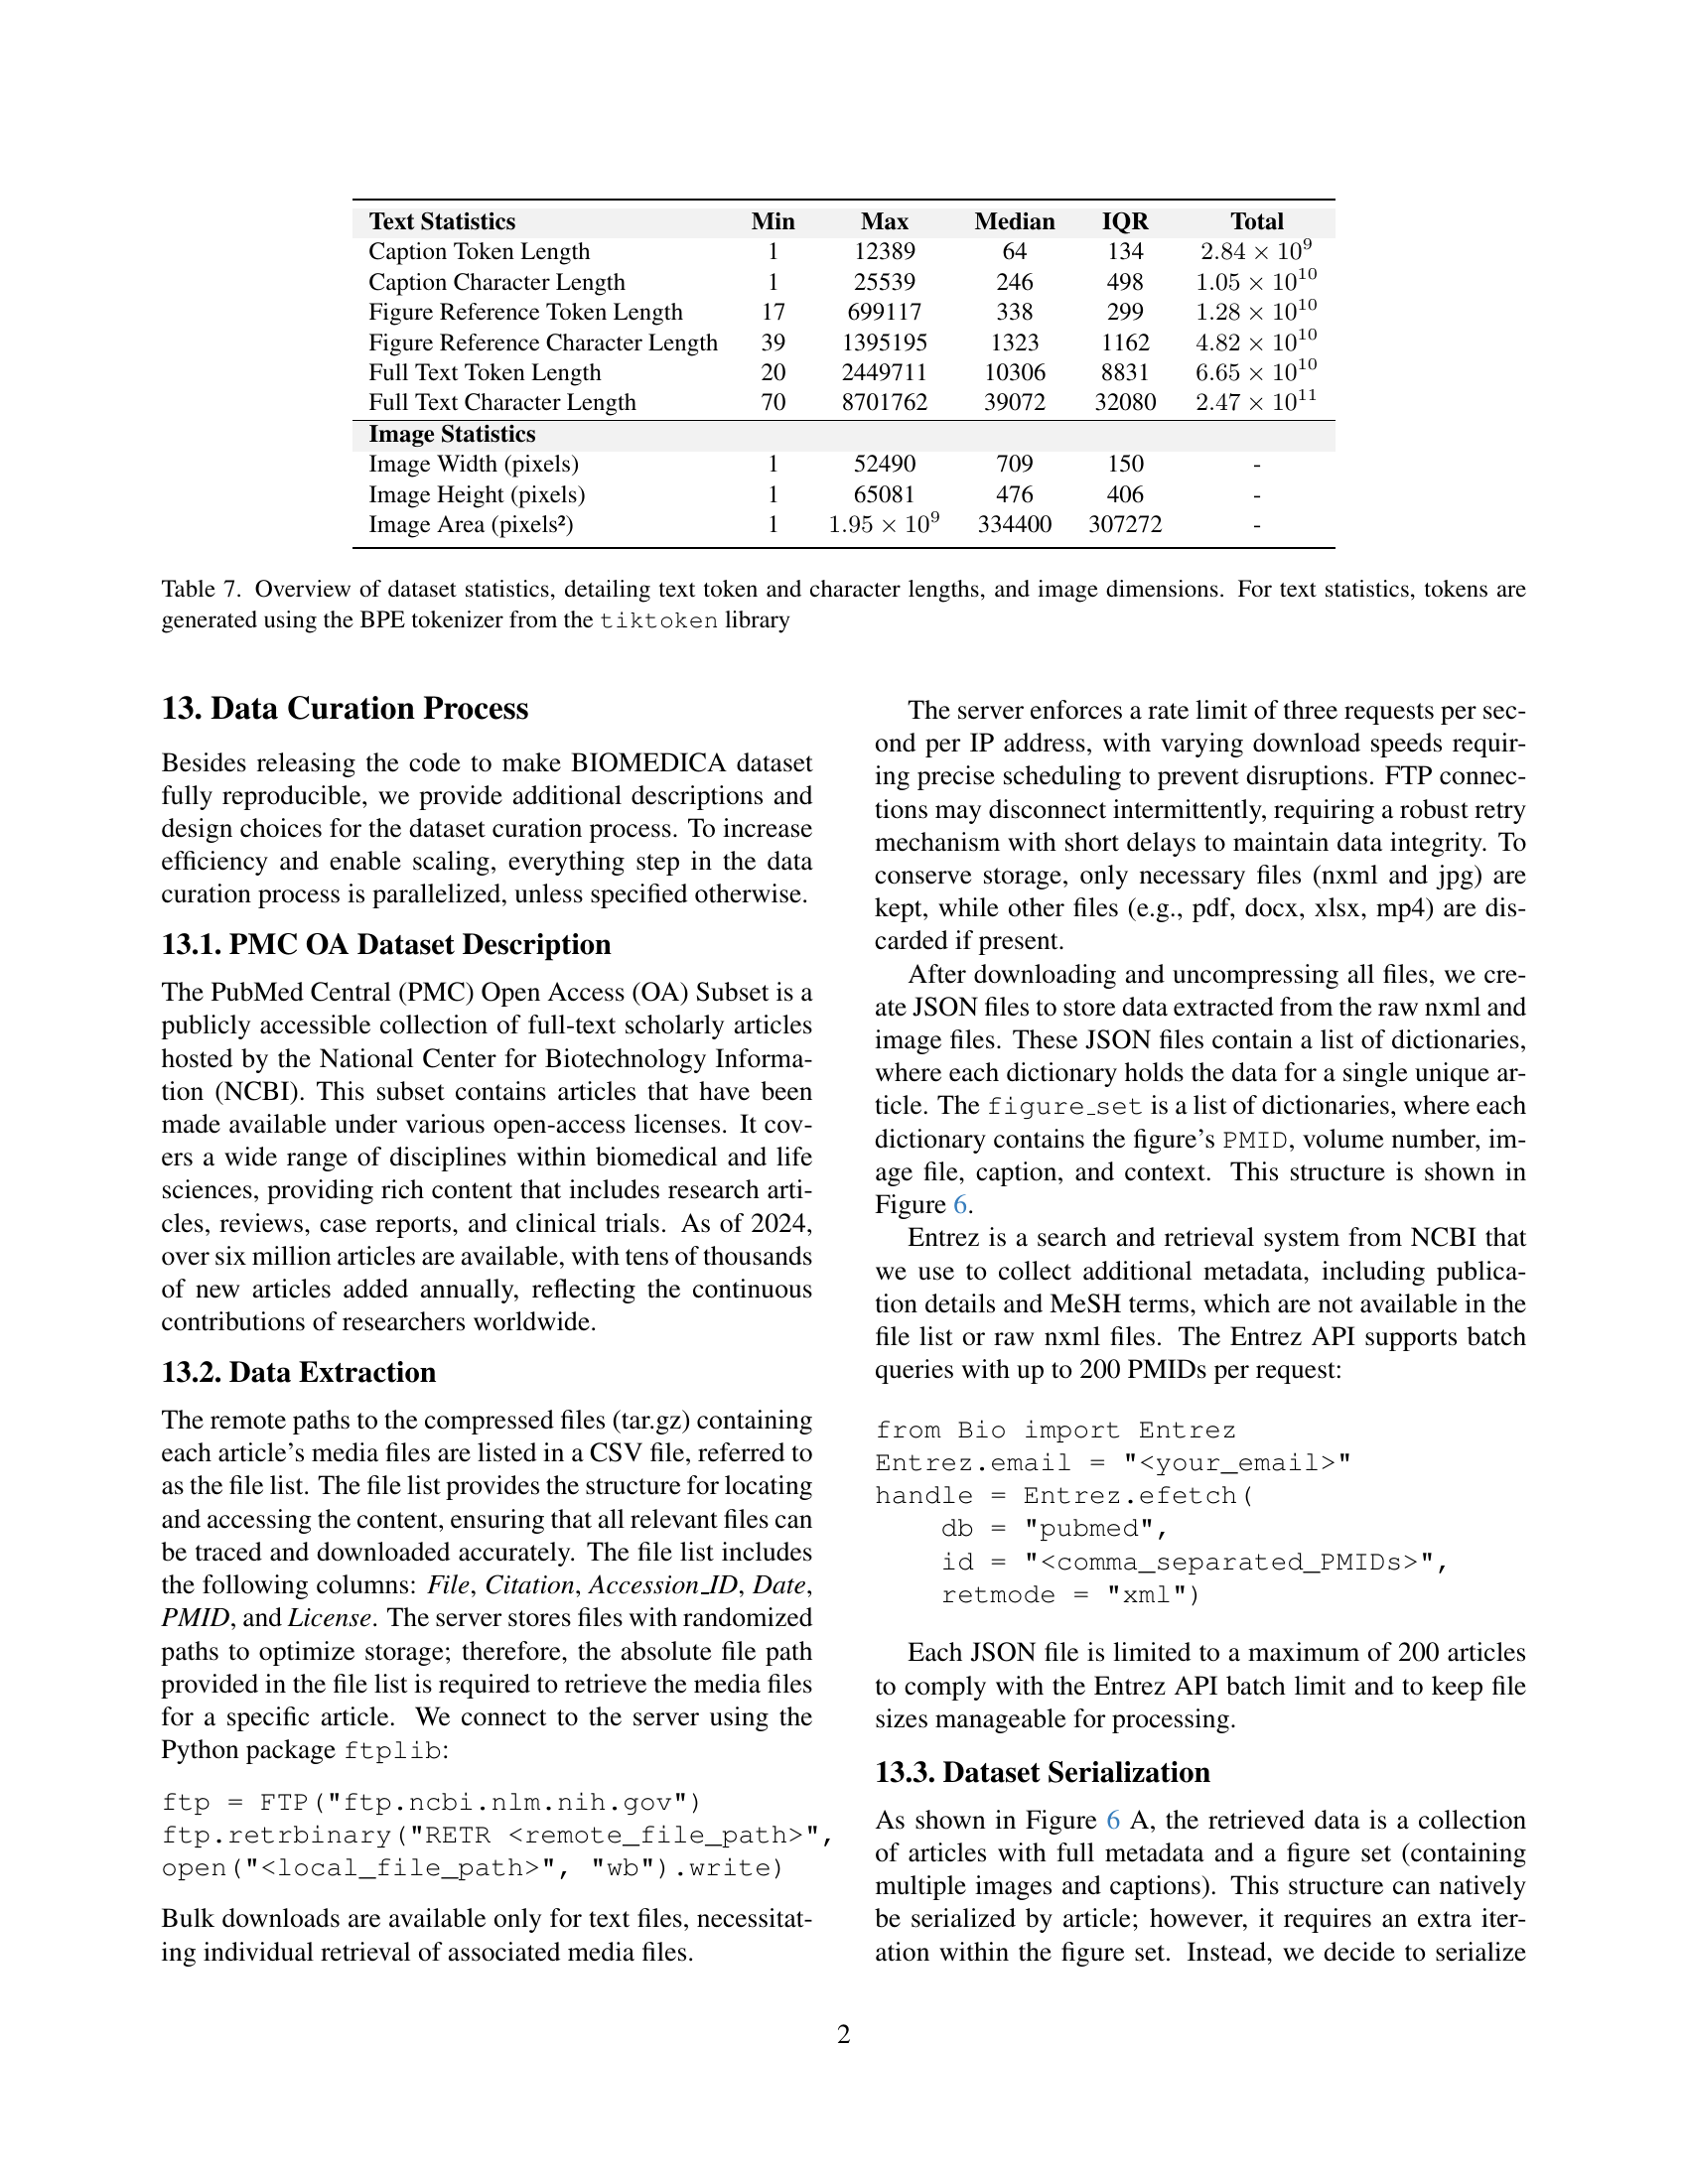 Text Statistics Min Max Median IQR Total
Caption Token Length 1 12389 64 134 2.84 × 10^9
Caption Character Length 1 25539 246 498 1.05 × 10^10
Figure Reference Token Length 17 699117 338 299 1.28 × 10^10
Figure Reference Character Length 39 1395195 1323 1162 4.82 × 10^10
Full Text Token Length 20 2449711 10306 8831 6.65 × 10^10
Full Text Character Length 70 8701762 39072 32080 2.47 × 10^11
Image Statistics
Image Width (pixels) 1 52490 709 150 -
Image Height (pixels) 1 65081 476 406 -
Image Area (pixels²) 1 1.95 × 10^9 334400 307272 -
Table 7. Overview of dataset statistics, detailing text token and character lengths, and image dimensions. For text statistics, tokens are
generated using the BPE tokenizer from the tiktoken library
13. Data Curation Process
Besides releasing the code to make BIOMEDICA dataset
fully reproducible, we provide additional descriptions and
design choices for the dataset curation process. To increase
efficiency and enable scaling, everything step in the data
curation process is parallelized, unless specified otherwise.
13.1. PMC OA Dataset Description
The PubMed Central (PMC) Open Access (OA) Subset is a
publicly accessible collection of full-text scholarly articles
hosted by the National Center for Biotechnology Informa-
tion (NCBI). This subset contains articles that have been
made available under various open-access licenses. It cov-
ers a wide range of disciplines within biomedical and life
sciences, providing rich content that includes research arti-
cles, reviews, case reports, and clinical trials. As of 2024,
over six million articles are available, with tens of thousands
of new articles added annually, reflecting the continuous
contributions of researchers worldwide.
13.2. Data Extraction
The remote paths to the compressed files (tar.gz) containing
each article's media files are listed in a CSV file, referred to
as the file list. The file list provides the structure for locating
and accessing the content, ensuring that all relevant files can
be traced and downloaded accurately. The file list includes
the following columns: File, Citation, Accession_ID, Date,
PMID, and License. The server stores files with randomized
paths to optimize storage; therefore, the absolute file path
provided in the file list is required to retrieve the media files
for a specific article. We connect to the server using the
Python package ftplib:
ftp = FTP("ftp.ncbi.nlm.nih.gov")
ftp.retrbinary("RETR <remote_file_path>",
open("<local_file_path>", "wb").write)
Bulk downloads are available only for text files, necessitat-
ing individual retrieval of associated media files.
The server enforces a rate limit of three requests per sec-
ond per IP address, with varying download speeds requir-
ing precise scheduling to prevent disruptions. FTP connec-
tions may disconnect intermittently, requiring a robust retry
mechanism with short delays to maintain data integrity. To
conserve storage, only necessary files (nxml and jpg) are
kept, while other files (e.g., pdf, docx, xlsx, mp4) are dis-
carded if present.
After downloading and uncompressing all files, we cre-
ate JSON files to store data extracted from the raw nxml and
image files. These JSON files contain a list of dictionaries,
where each dictionary holds the data for a single unique ar-
ticle. The figure_set is a list of dictionaries, where each
dictionary contains the figure's PMID, volume number, im-
age file, caption, and context. This structure is shown in
Figure 6.
Entrez is a search and retrieval system from NCBI that
we use to collect additional metadata, including publica-
tion details and MeSH terms, which are not available in the
file list or raw nxml files. The Entrez API supports batch
queries with up to 200 PMIDs per request:
from Bio import Entrez
Entrez.email = "<your_email>"
handle = Entrez.efetch(
    db = "pubmed",
    id = "<comma_separated_PMIDs>",
    retmode = "xml")
Each JSON file is limited to a maximum of 200 articles
to comply with the Entrez API batch limit and to keep file
sizes manageable for processing.
13.3. Dataset Serialization
As shown in Figure 6 A, the retrieved data is a collection
of articles with full metadata and a figure set (containing
multiple images and captions). This structure can natively
be serialized by article; however, it requires an extra iter-
ation within the figure set. Instead, we decide to serialize
2